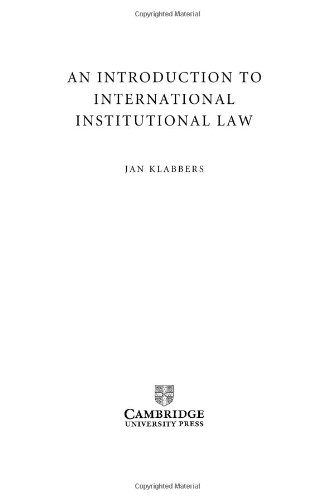 Copyrighted Material
AN INTRODUCTION TO
INTERNATIONAL
INSTITUTIONAL LAW
JAN KLABBERS
CAMBRIDGE
UNIVERSITY PRESS
Copyrighted Material